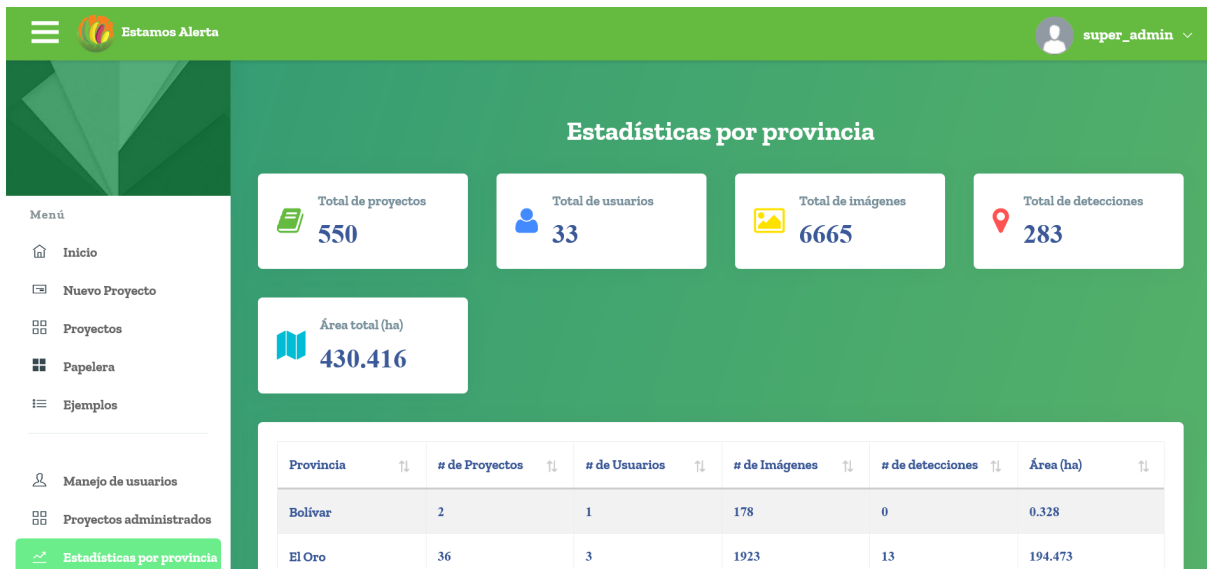 Estamos Alerta
super_admin
Estadísticas por provincia
Total de proyectos
550
Total de usuarios
33
Total de imágenes
6665
Total de detecciones
283
Área total (ha)
430.416
Menú
Inicio
Nuevo Proyecto
Proyectos
Papelera
Ejemplos
Manejo de usuarios
Proyectos administrados
Estadísticas por provincia
Provincia # de Proyectos # de Usuarios # de Imágenes # de detecciones Área (ha)
Bolívar 2 1 178 0 0.328
El Oro 36 3 1923 13 194.473